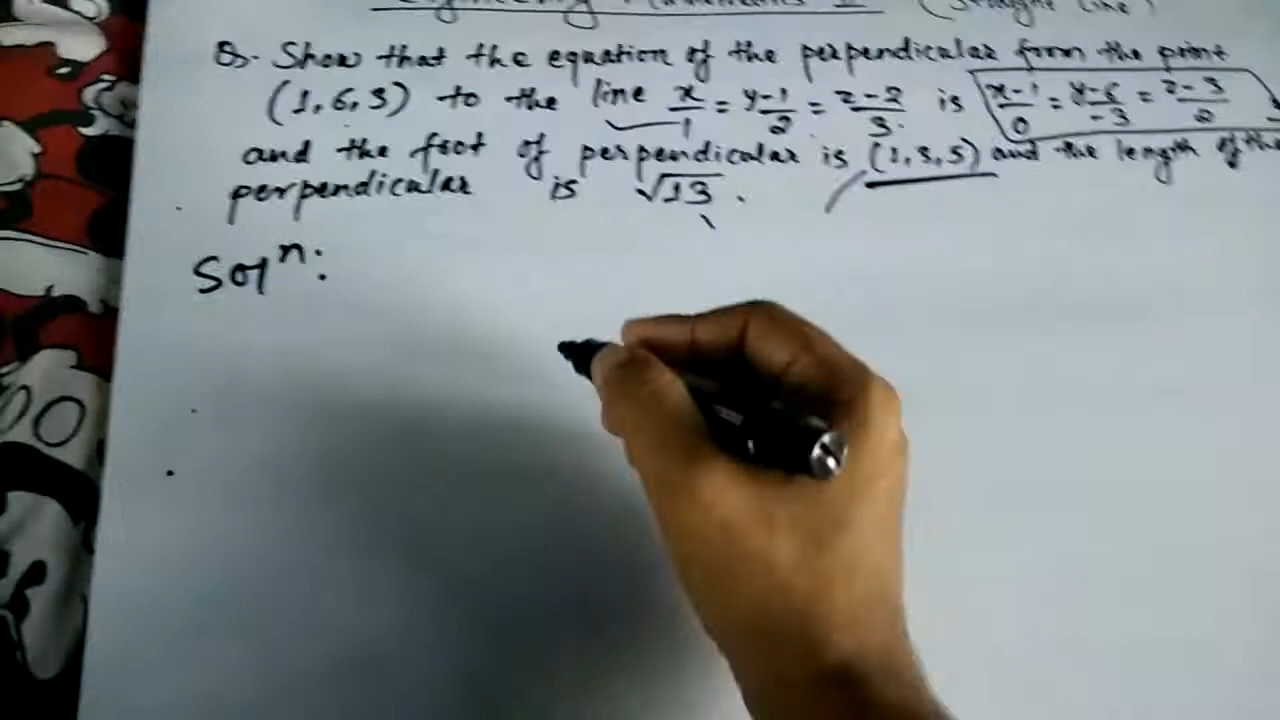 (Straight line)
Q. Show that the equation of the perpendicular from the point
(1,6,3) to the line x/1 = y-1/2 = z-2/3. is x-1/0 = y-6/-3 = z-3/2
and the foot of perpendicular is (1,3,5) and the length of the
perpendicular is √13.
Solⁿ: